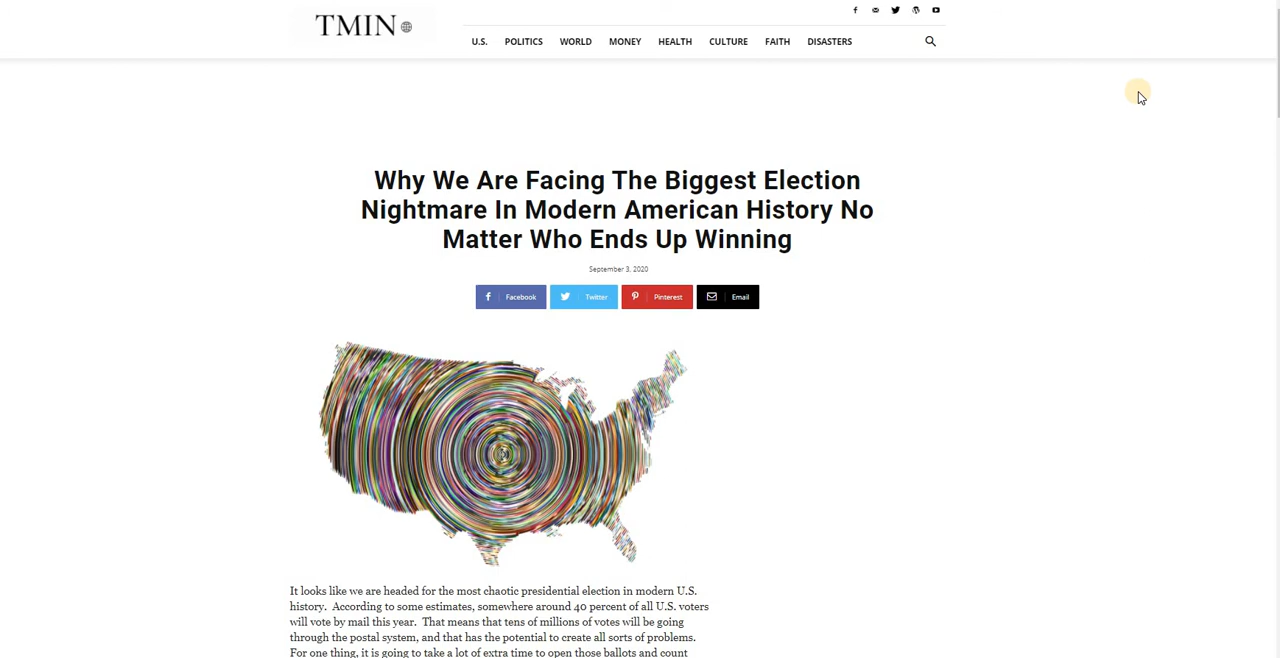 TMIN
U.S. POLITICS WORLD MONEY HEALTH CULTURE FAITH DISASTERS
Why We Are Facing The Biggest Election
Nightmare In Modern American History No
Matter Who Ends Up Winning
September 3, 2020
Facebook Twitter Pinterest Email
It looks like we are headed for the most chaotic presidential election in modern U.S.
history.  According to some estimates, somewhere around 40 percent of all U.S. voters
will vote by mail this year.  That means that tens of millions of votes will be going
through the postal system, and that has the potential to create all sorts of problems.
For one thing, it is going to take a lot of extra time to open those ballots and count